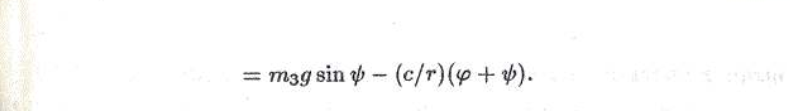 = m₃g sin ψ − (c/r)(φ + ψ).